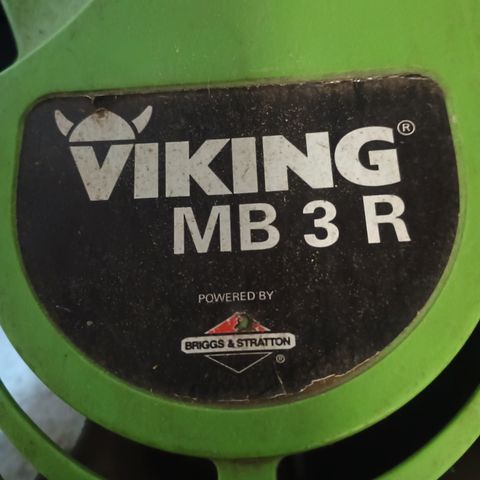 VIKING®
MB 3 R
POWERED BY
BRIGGS & STRATTON
®